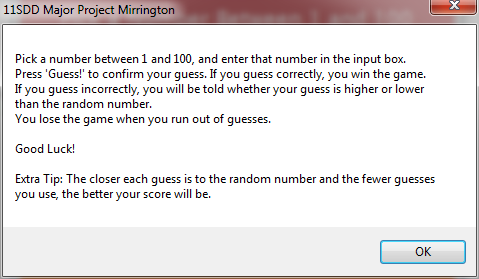 11SDD Major Project Mirrington
Pick a number between 1 and 100, and enter that number in the input box.
Press 'Guess!' to confirm your guess. If you guess correctly, you win the game.
If you guess incorrectly, you will be told whether your guess is higher or lower
than the random number.
You lose the game when you run out of guesses.
Good Luck!
Extra Tip: The closer each guess is to the random number and the fewer guesses
you use, the better your score will be.
OK